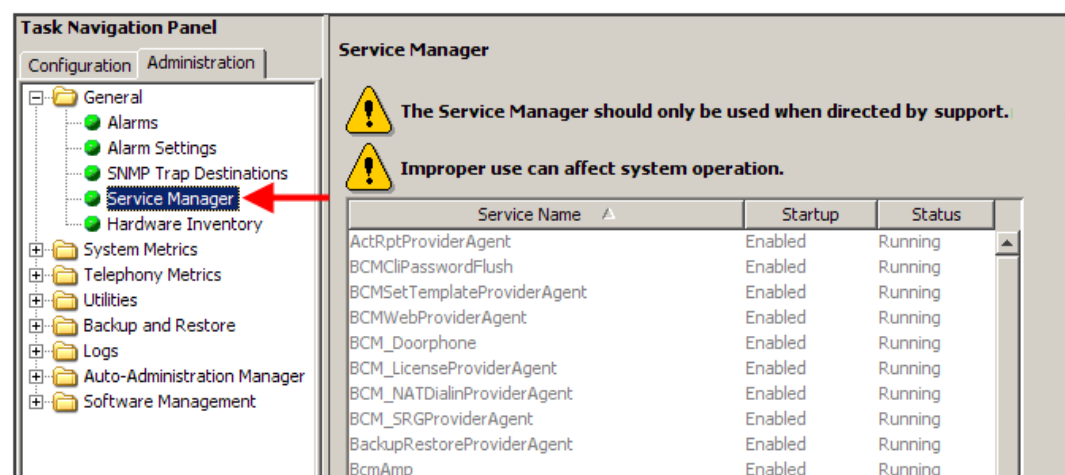 Task Navigation Panel
Configuration Administration
General
Alarms
Alarm Settings
SNMP Trap Destinations
Service Manager
Hardware Inventory
System Metrics
Telephony Metrics
Utilities
Backup and Restore
Logs
Auto-Administration Manager
Software Management
Service Manager
The Service Manager should only be used when directed by support.
Improper use can affect system operation.
Service Name Startup Status
ActRptProviderAgent Enabled Running
BCMCliPasswordFlush Enabled Running
BCMSetTemplateProviderAgent Enabled Running
BCMWebProviderAgent Enabled Running
BCM_Doorphone Enabled Running
BCM_LicenseProviderAgent Enabled Running
BCM_NATDialinProviderAgent Enabled Running
BCM_SRGProviderAgent Enabled Running
BackupRestoreProviderAgent Enabled Running
BcmAmp Enabled Running